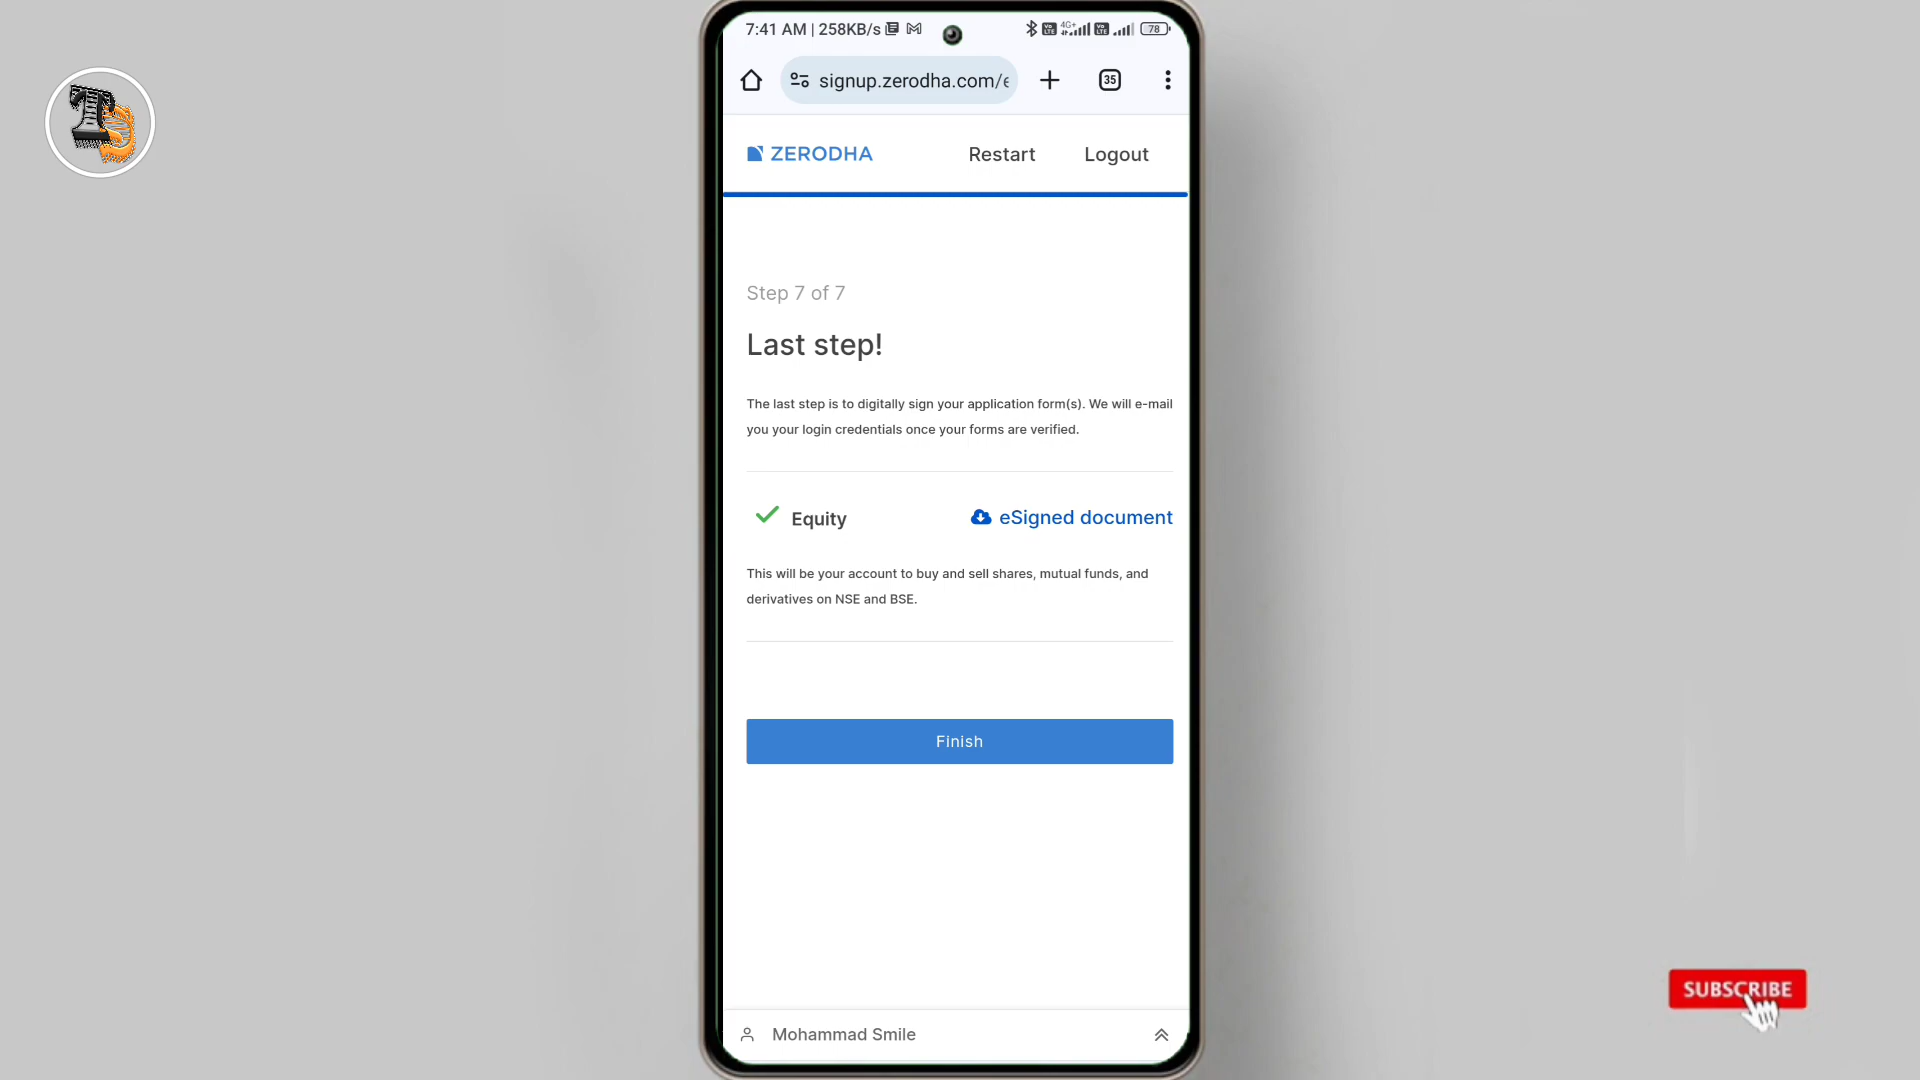 7:41 AM | 258KB/s
4G+
78
signup.zerodha.com/e
35
ZERODHA
Restart
Logout
Step 7 of 7
Last step!
The last step is to digitally sign your application form(s). We will e-mail
you your login credentials once your forms are verified.
Equity
eSigned document
This will be your account to buy and sell shares, mutual funds, and
derivatives on NSE and BSE.
Finish
Mohammad Smile
SUBSCRIBE